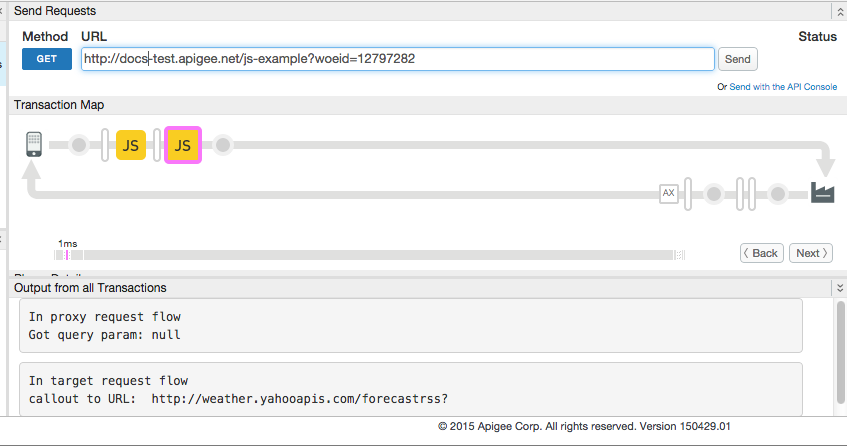 Send Requests
Method URL Status
GET http://docs-test.apigee.net/js-example?woeid=12797282 Send
Or Send with the API Console
Transaction Map
JS JS
AX
1ms
Back Next
Output from all Transactions
In proxy request flow
Got query param: null
In target request flow
callout to URL: http://weather.yahooapis.com/forecastrss?
© 2015 Apigee Corp. All rights reserved. Version 150429.01